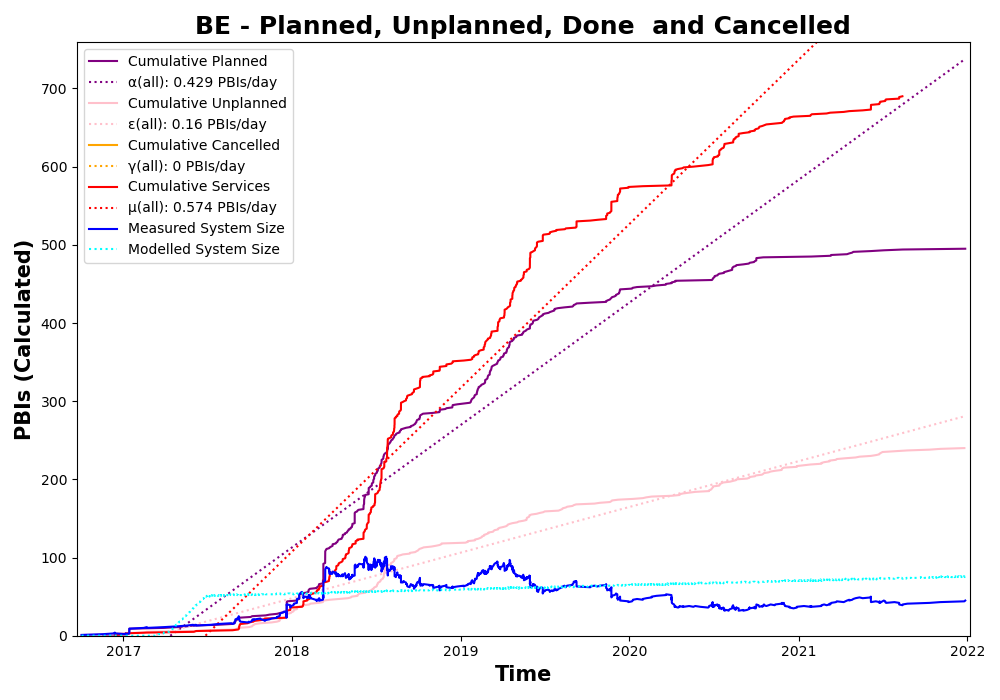 BE - Planned, Unplanned, Done  and Cancelled
PBIs (Calculated)
700
600
500
400
300
200
100
0
Cumulative Planned
α(all): 0.429 PBIs/day
Cumulative Unplanned
ε(all): 0.16 PBIs/day
Cumulative Cancelled
γ(all): 0 PBIs/day
Cumulative Services
μ(all): 0.574 PBIs/day
Measured System Size
Modelled System Size
2017 2018 2019 2020 2021 2022
Time